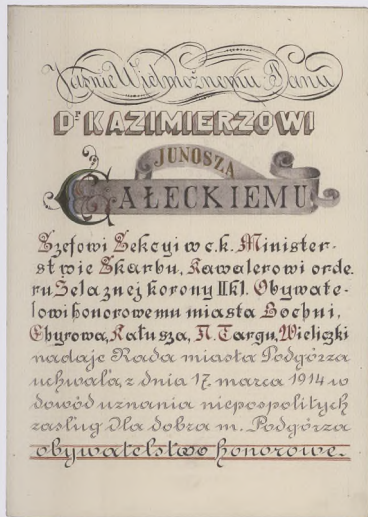 Jaśnie Wielmożnemu Panu
Dr KAZIMIERZOWI
JUNOSZA
GAŁECKIEMU
Szefowi Sekcyi w c.k. Minister-
stwie Skarbu, Kawalerowi orde-
ru Żelaznej korony II kl. Obywate-
lowi honorowemu miasta Bochni,
Chyrowa, Kałusza, N. Targu, Wieliczki
nadaje Rada miasta Podgórza
uchwałą z dnia 17. marca 1914 w
dowód uznania niepospolitych
zasług dla dobra m. Podgórza
obywatelstwo honorowe.